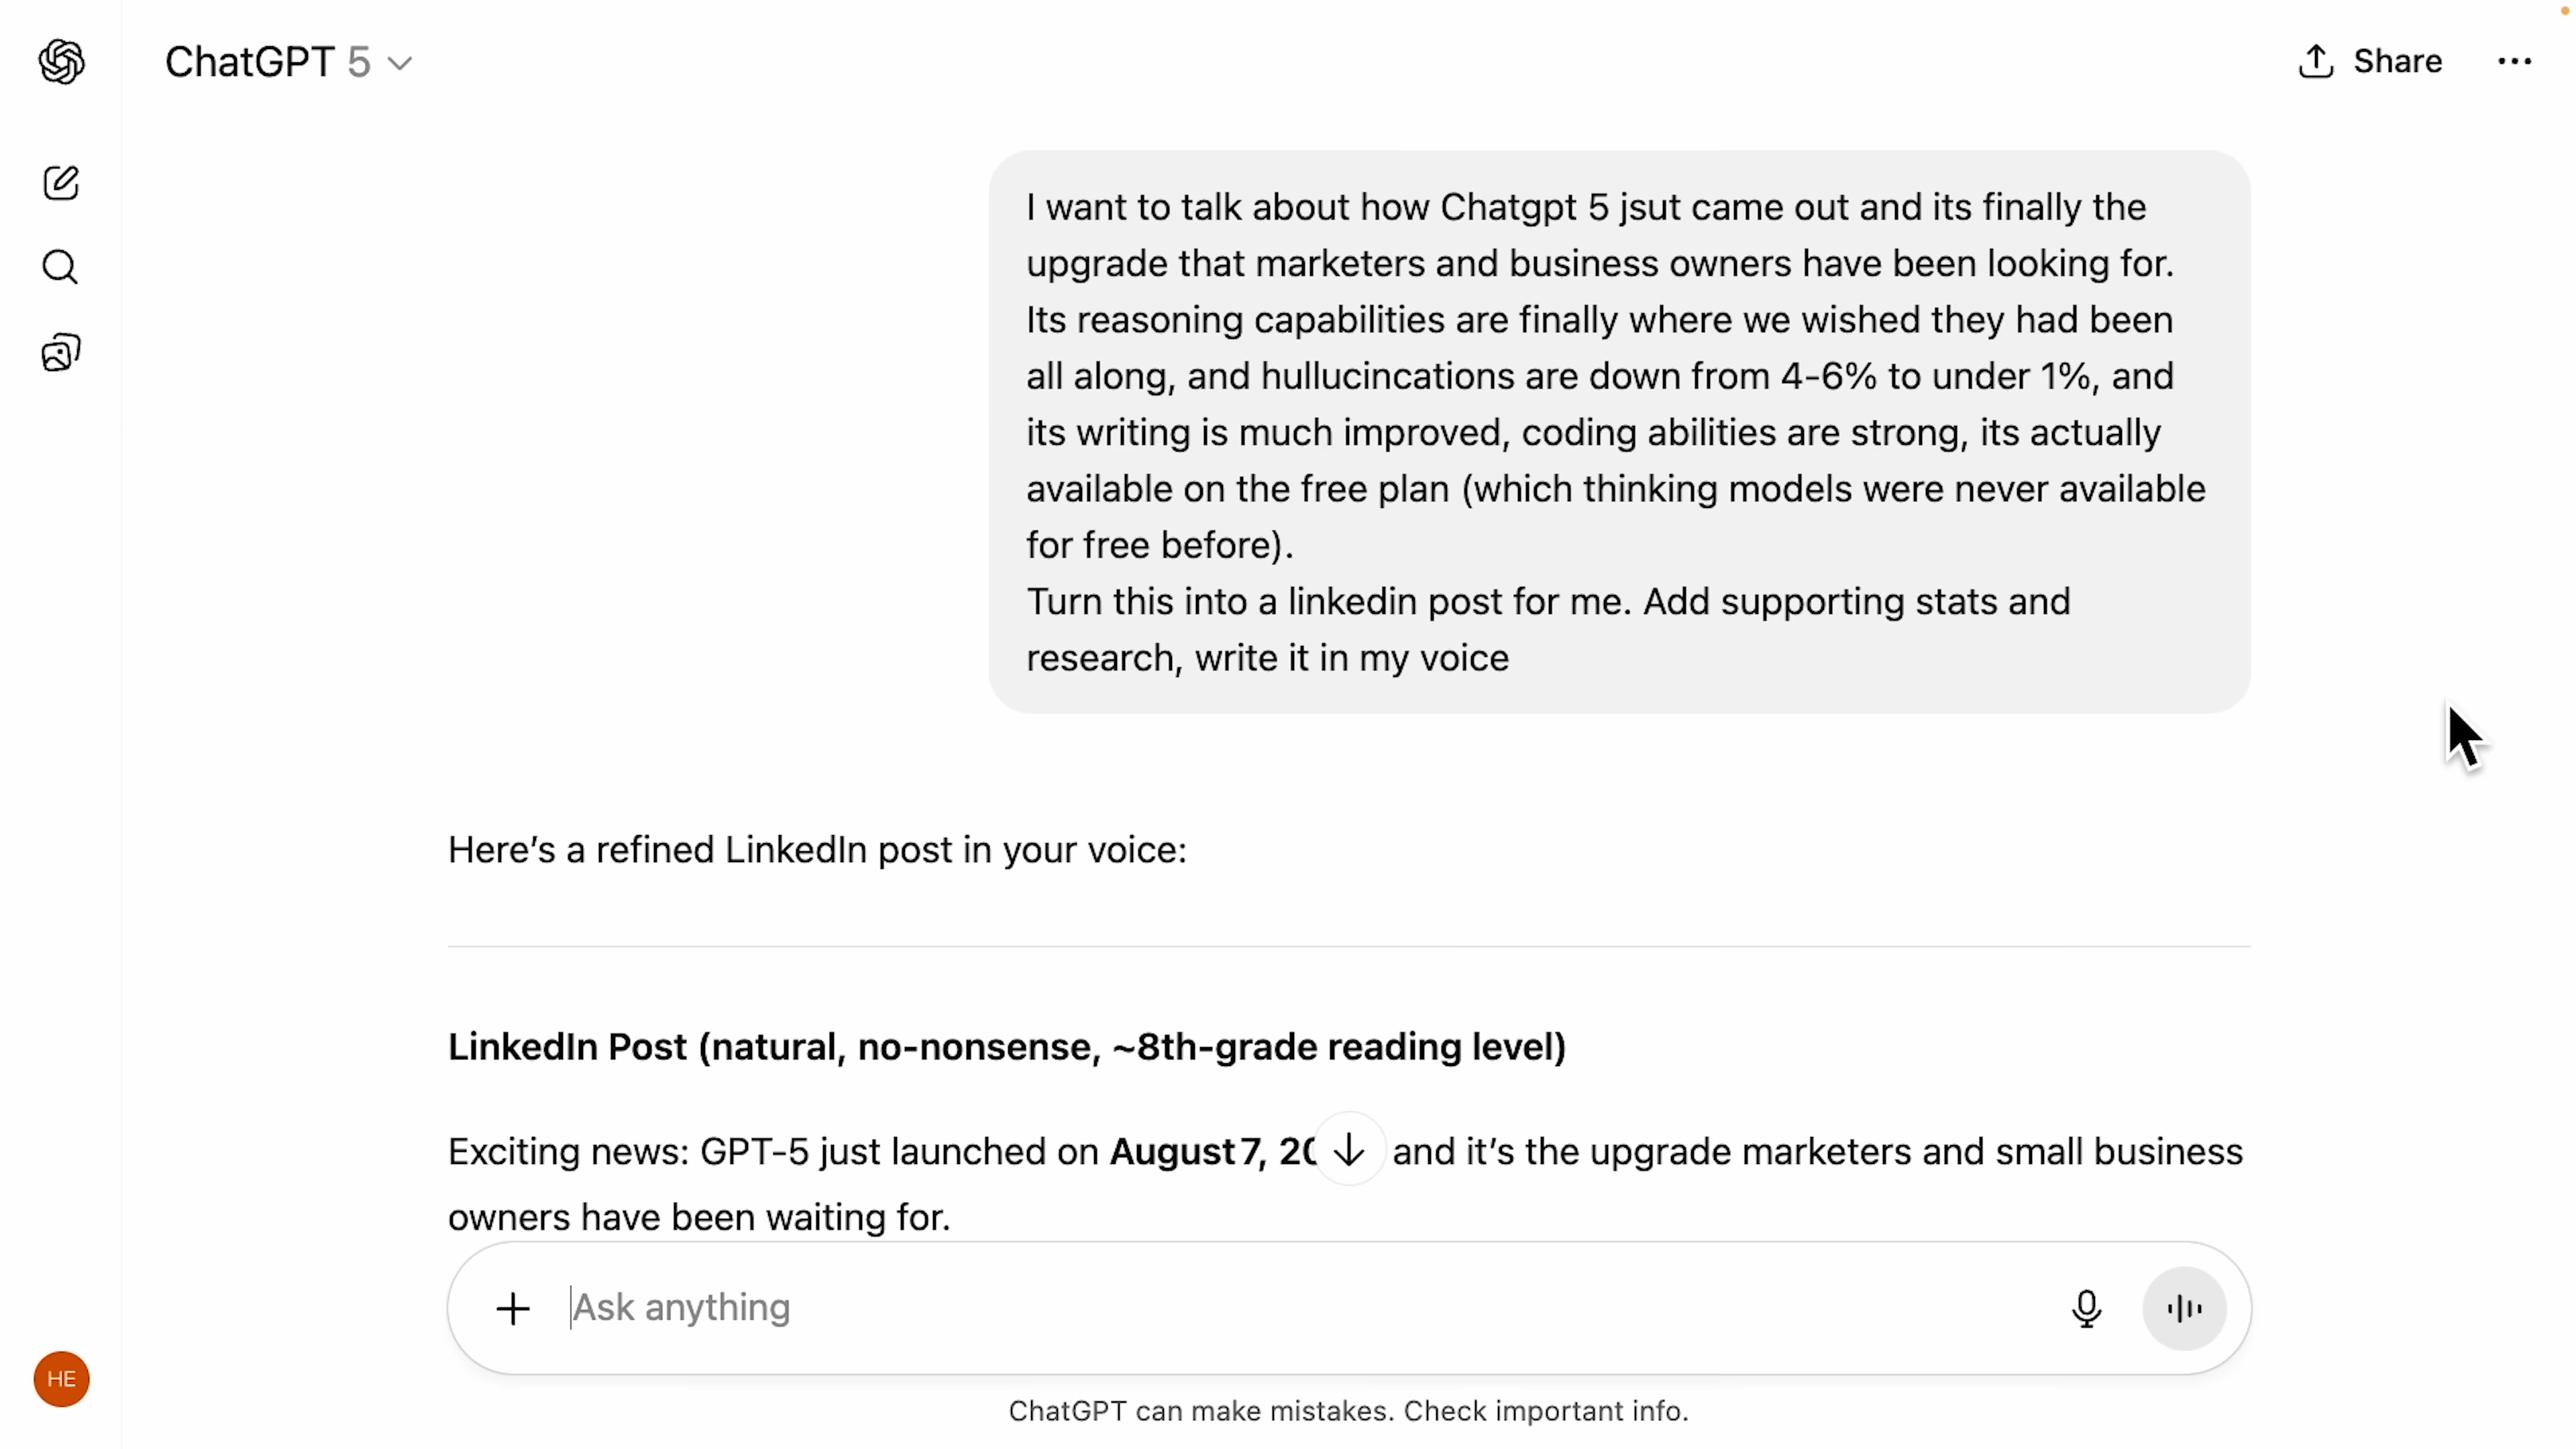 ChatGPT 5
Share
I want to talk about how Chatgpt 5 jsut came out and its finally the
upgrade that marketers and business owners have been looking for.
Its reasoning capabilities are finally where we wished they had been
all along, and hullucincations are down from 4-6% to under 1%, and
its writing is much improved, coding abilities are strong, its actually
available on the free plan (which thinking models were never available
for free before).
Turn this into a linkedin post for me. Add supporting stats and
research, write it in my voice
Here's a refined LinkedIn post in your voice:
LinkedIn Post (natural, no-nonsense, ~8th-grade reading level)
Exciting news: GPT-5 just launched on August 7, and it's the upgrade marketers and small business
owners have been waiting for.
Ask anything
HE
ChatGPT can make mistakes. Check important info.